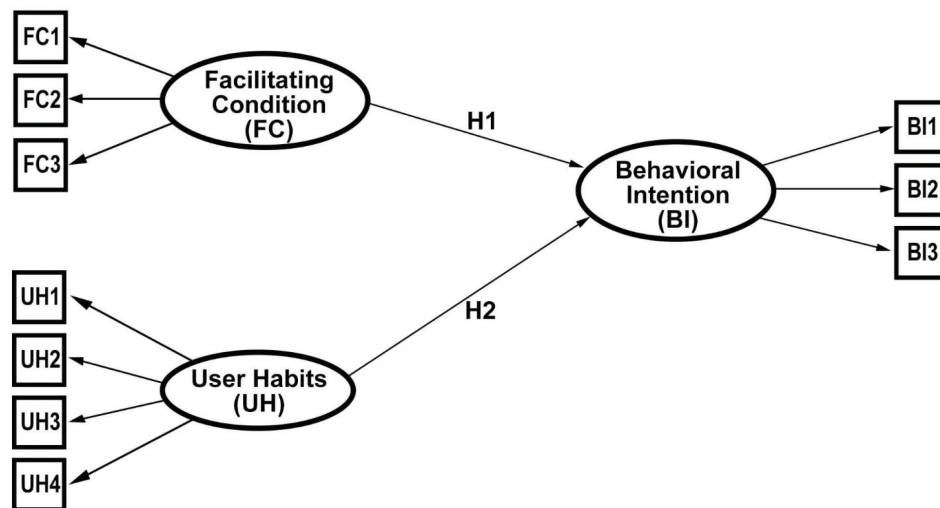 FC1
FC2
FC3
Facilitating
Condition
(FC)
H1
Behavioral
Intention
(BI)
BI1
BI2
BI3
UH1
UH2
UH3
UH4
User Habits
(UH)
H2